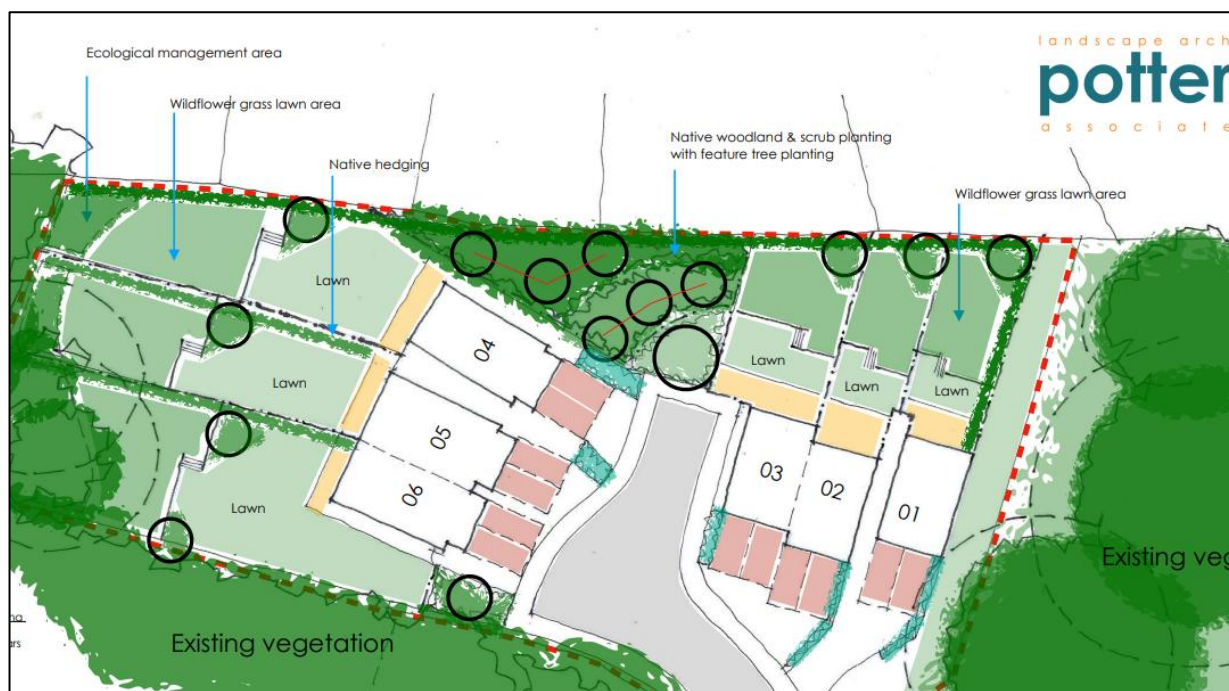 landscape arch
potter
associate
Ecological management area
Wildflower grass lawn area
Native hedging
Native woodland & scrub planting
with feature tree planting
Wildflower grass lawn area
Lawn
Lawn
Lawn
Lawn
Lawn
Lawn
04
05
06
03
02
01
Existing veg
Existing vegetation